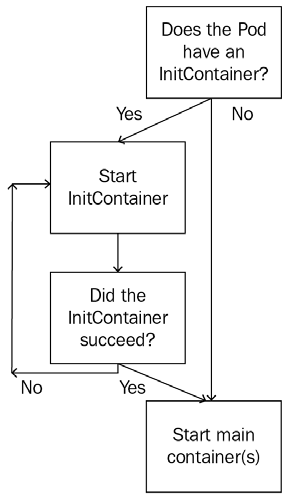 Does the Pod
have an
InitContainer?
Yes
No
Start
InitContainer
Did the
InitContainer
succeed?
No
Yes
Start main
container(s)